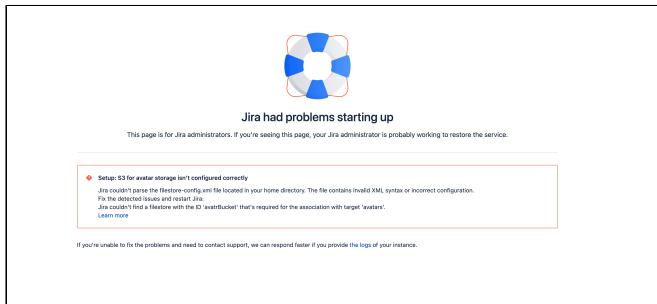 Jira had problems starting up
This page is for Jira administrators. If you're seeing this page, your Jira administrator is probably working to restore the service.
Setup: S3 for avatar storage isn't configured correctly
Jira couldn't parse the filestore-config.xml file located in your home directory. The file contains invalid XML syntax or incorrect configuration.
Fix the detected issues and restart Jira:
Jira couldn't find a filestore with the ID 'avatrBucket' that's required for the association with target 'avatars'.
Learn more
If you're unable to fix the problems and need to contact support, we can respond faster if you provide the logs of your instance.